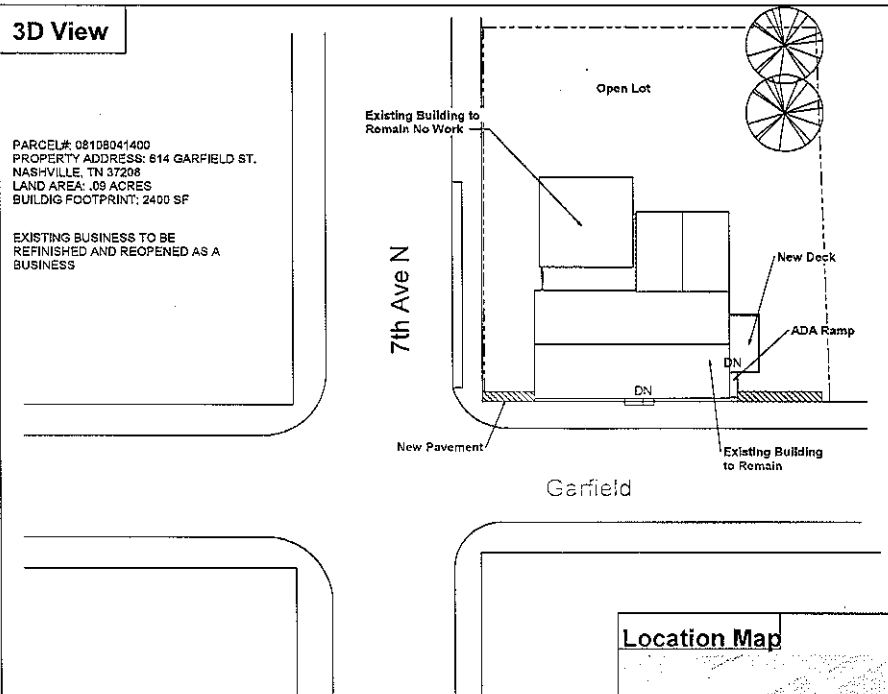 3D View
PARCEL#: 08108041400
PROPERTY ADDRESS: 614 GARFIELD ST.
NASHVILLE, TN 37208
LAND AREA: .09 ACRES
BUILDIG FOOTPRINT: 2400 SF
EXISTING BUSINESS TO BE
REFINISHED AND REOPENED AS A
BUSINESS
Open Lot
Existing Building to
Remain No Work
7th Ave N
New Deck
ADA Ramp
DN
DN
New Pavement
Existing Building
to Remain
Garfield
Location Map